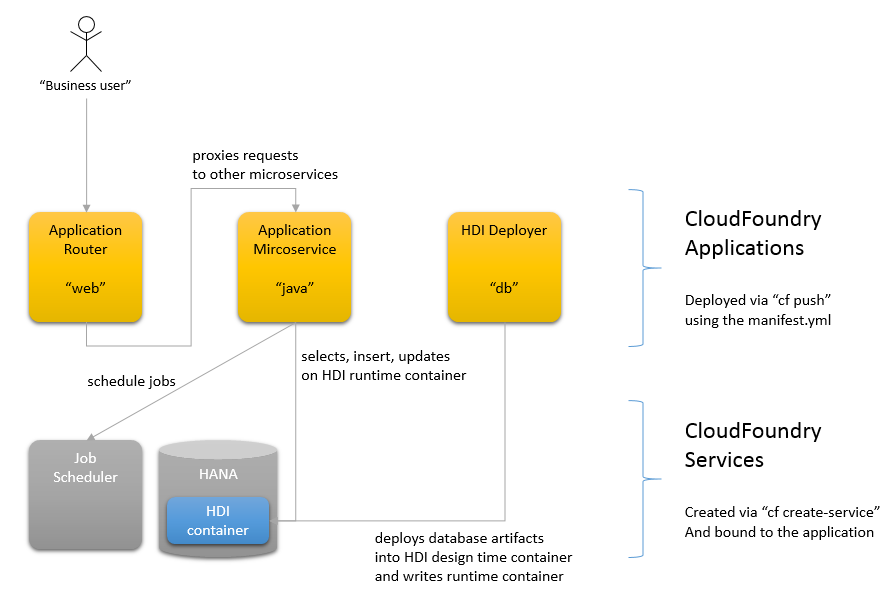 “Business user”
proxies requests
to other microservices
Application
Router
“web”
Application
Mircoservice
“java”
HDI Deployer
“db”
CloudFoundry
Applications
Deployed via “cf push”
using the manifest.yml
selects, insert, updates
on HDI runtime container
schedule jobs
Job
Scheduler
HANA
HDI
container
CloudFoundry
Services
Created via “cf create-service”
And bound to the application
deploys database artifacts
into HDI design time container
and writes runtime container